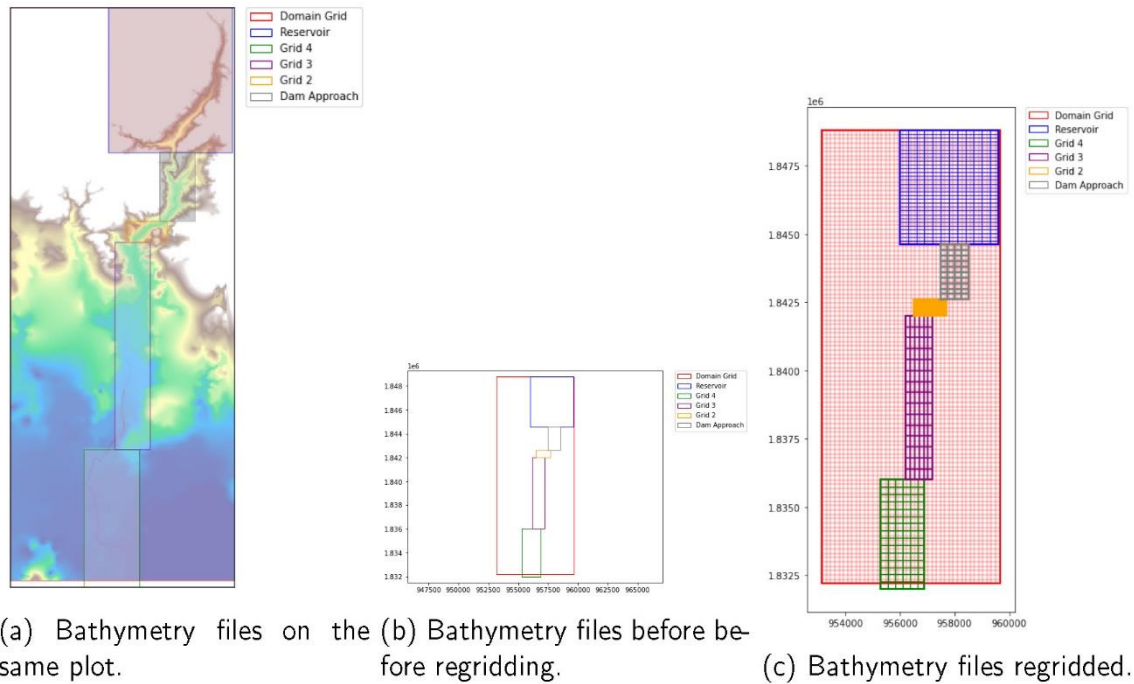 Domain Grid
Reservoir
Grid 4
Grid 3
Grid 2
Dam Approach
1e6
1.848
1.846
1.844
1.842
1.840
1.838
1.836
1.834
1.832
947500 950000 952500 955000 957500 960000 962500 965000
Domain Grid
Reservoir
Grid 4
Grid 3
Grid 2
Dam Approach
1e6
1.8475
1.8450
1.8425
1.8400
1.8375
1.8350
1.8325
954000 956000 958000 960000
Domain Grid
Reservoir
Grid 4
Grid 3
Grid 2
Dam Approach
(a) Bathymetry files on the
same plot.
(b) Bathymetry files before be-
fore regridding.
(c) Bathymetry files regridded.